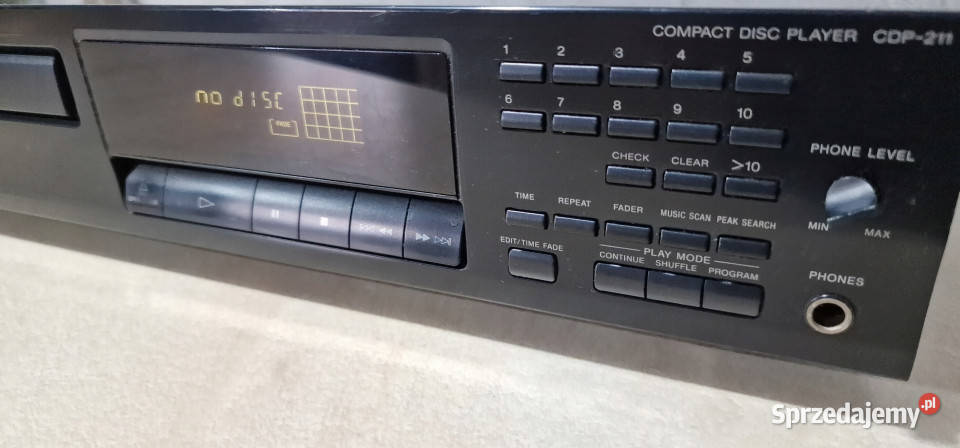 COMPACT DISC PLAYER CDP-211
1 2 3 4 5
no dISC
6 7 8 9 10
PHONE LEVEL
CHECK CLEAR >10
MIN MAX
TIME REPEAT FADER MUSIC SCAN PEAK SEARCH
EDIT/TIME FADE
PLAY MODE
CONTINUE SHUFFLE PROGRAM
PHONES
Sprzedajemy.pl